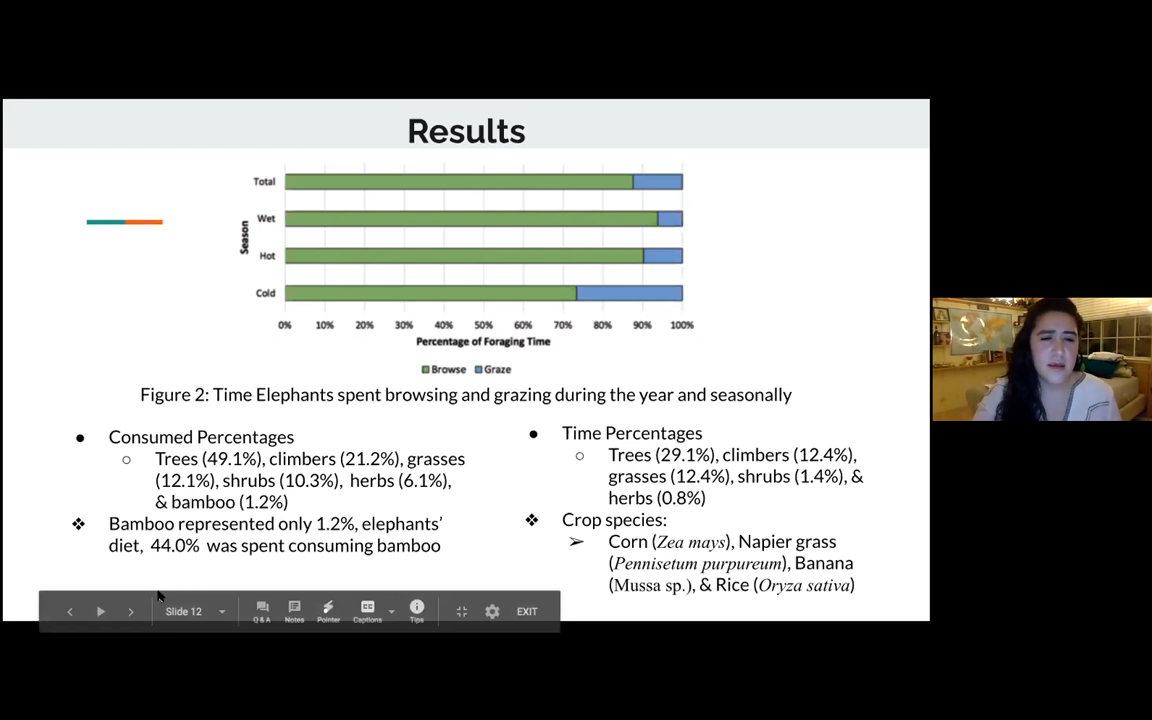 Results
Season
Total
Wet
Hot
Cold
0% 10% 20% 30% 40% 50% 60% 70% 80% 90% 100%
Percentage of Foraging Time
Browse Graze
Figure 2: Time Elephants spent browsing and grazing during the year and seasonally
● Consumed Percentages
○ Trees (49.1%), climbers (21.2%), grasses
(12.1%), shrubs (10.3%), herbs (6.1%),
& bamboo (1.2%)
❖ Bamboo represented only 1.2%, elephants’
diet, 44.0% was spent consuming bamboo
● Time Percentages
○ Trees (29.1%), climbers (12.4%),
grasses (12.4%), shrubs (1.4%), &
herbs (0.8%)
❖ Crop species:
➢ Corn (Zea mays), Napier grass
(Pennisetum purpureum), Banana
(Mussa sp.), & Rice (Oryza sativa)
Slide 12
Q & A Notes Pointer Captions Tips EXIT